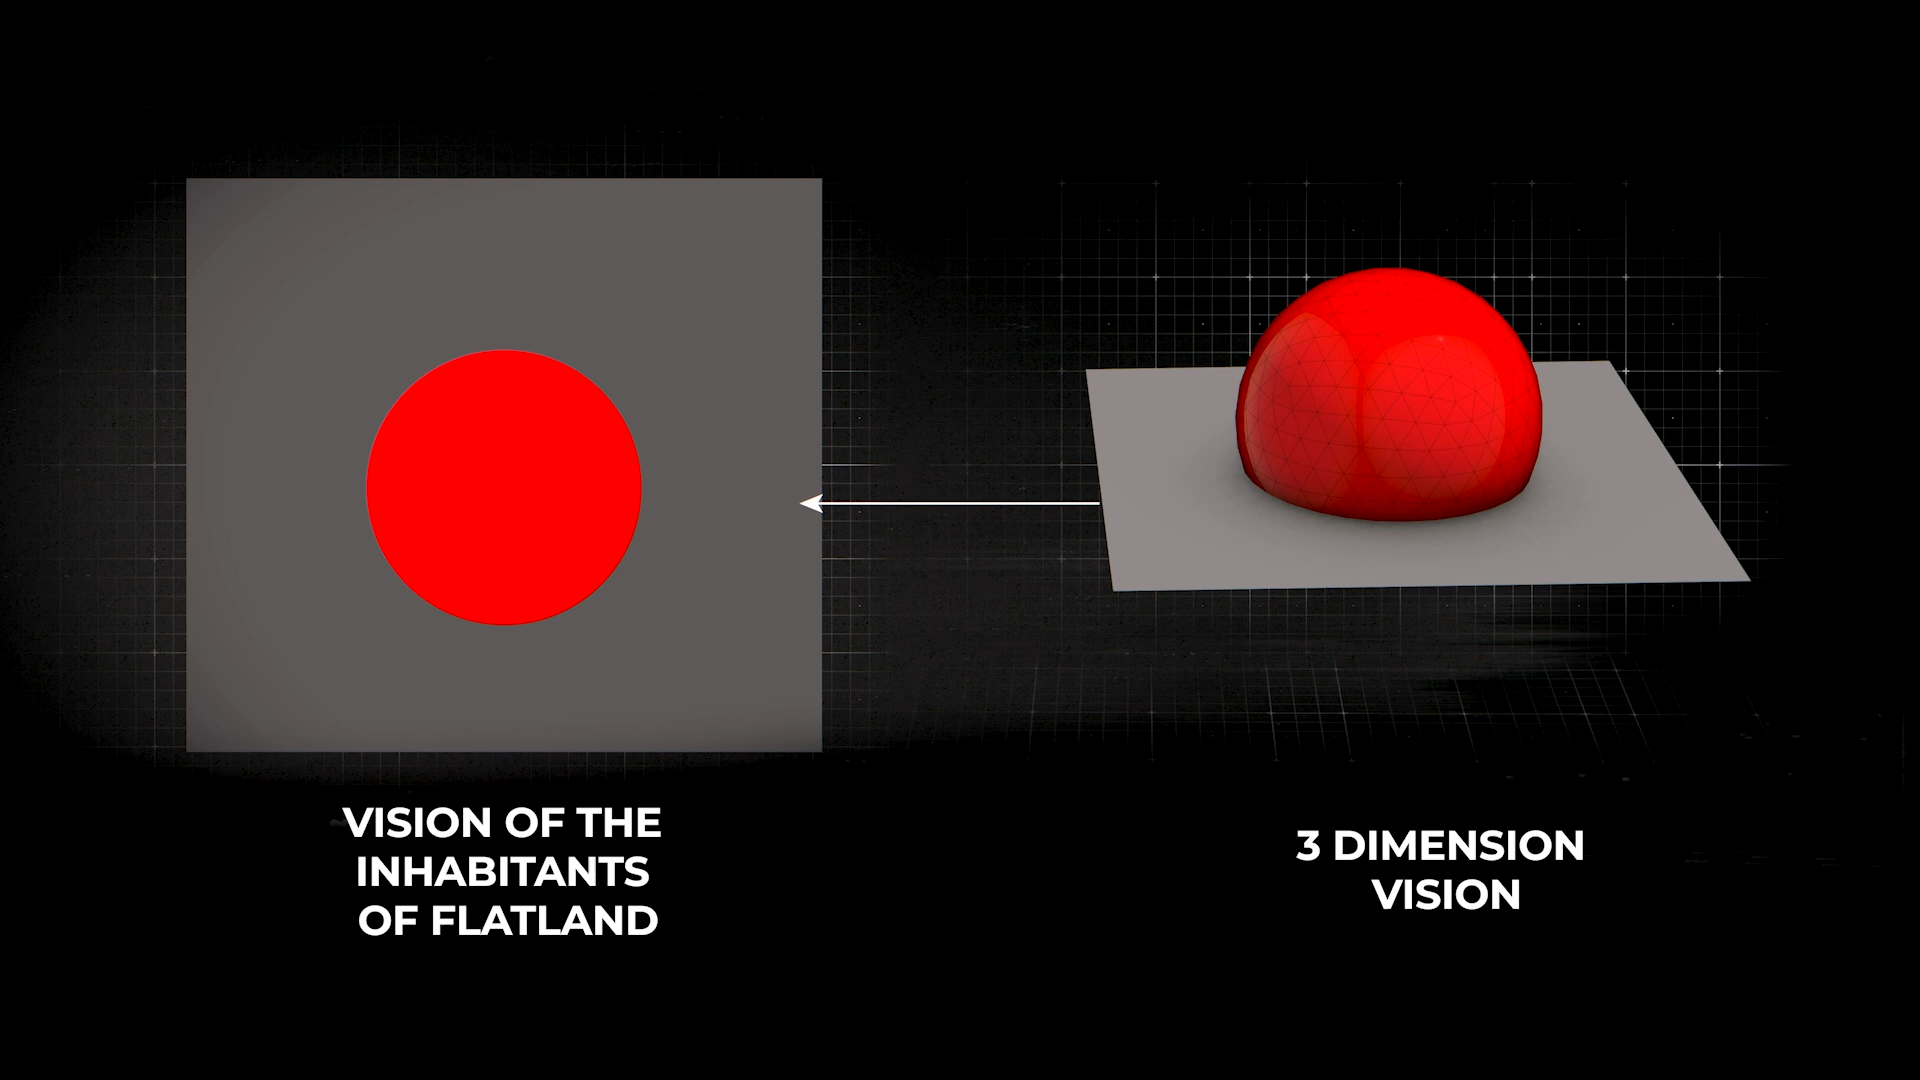 VISION OF THE
INHABITANTS
OF FLATLAND
3 DIMENSION
VISION